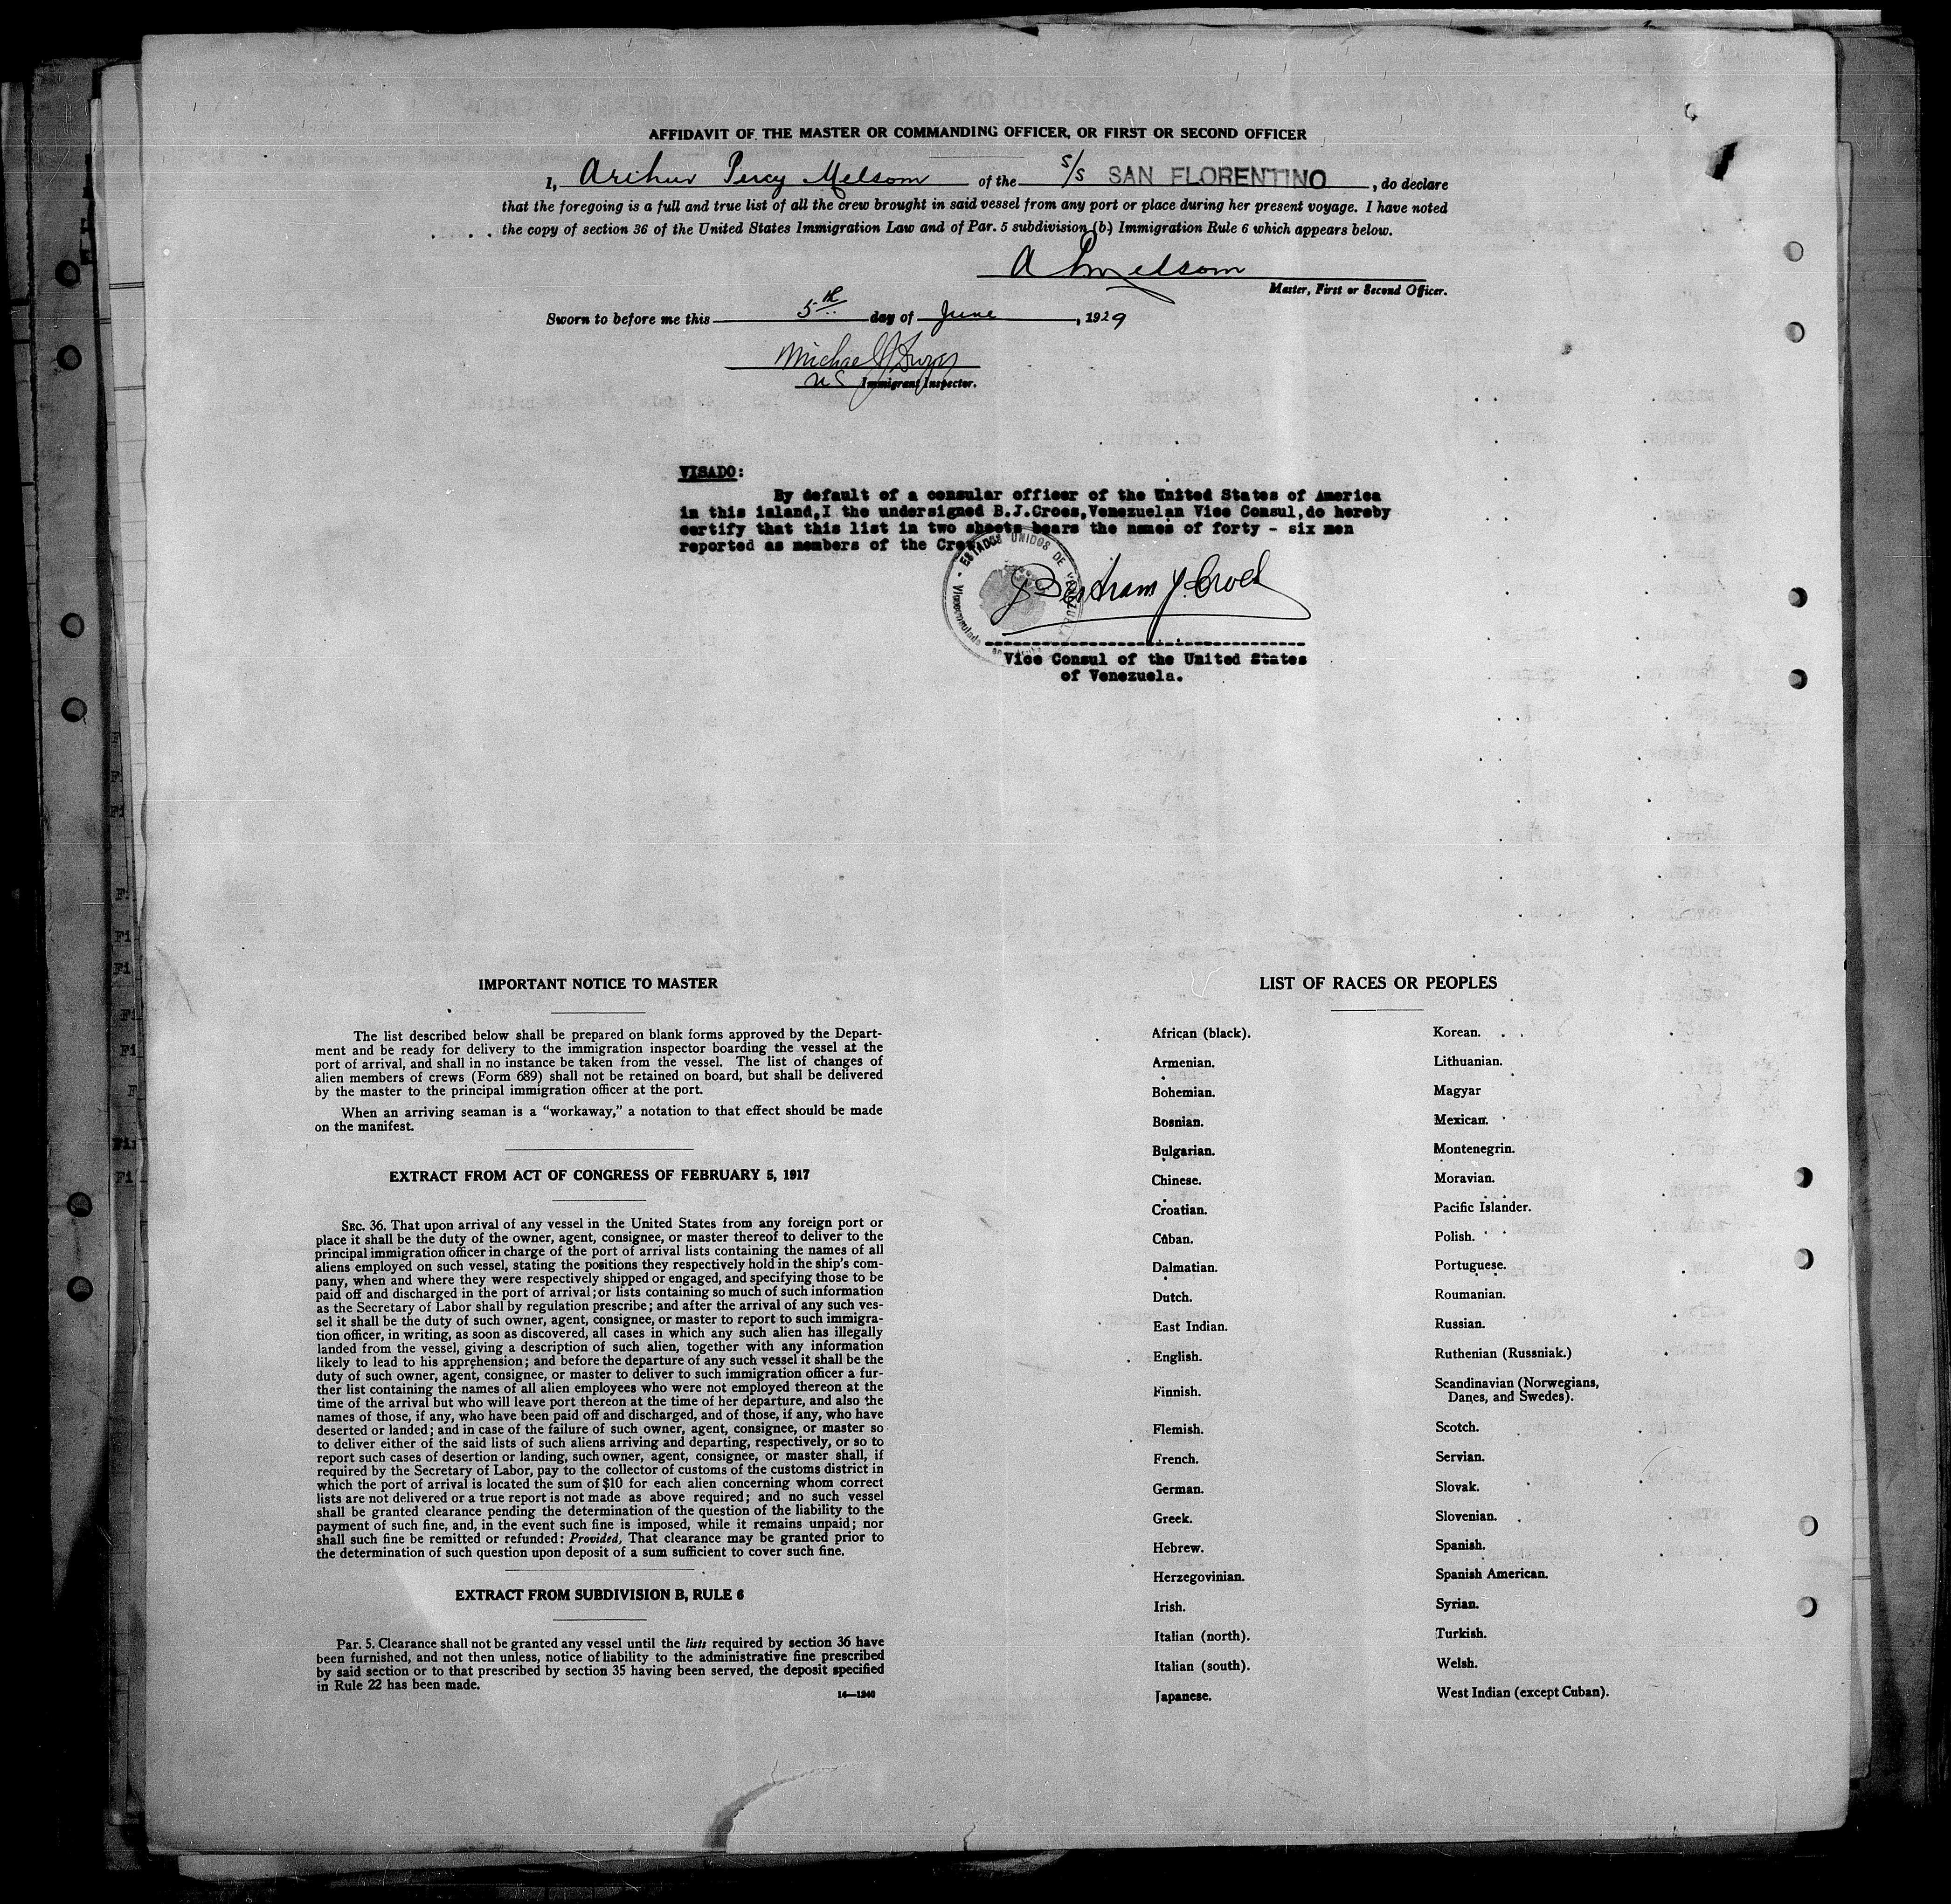 AFFIDAVIT OF THE MASTER OR COMMANDING OFFICER, OR FIRST OR SECOND OFFICER
I, Arthur Percy Melsom of the S/S SAN FLORENTINO, do declare
that the foregoing is a full and true list of all the crew brought in said vessel from any port or place during her present voyage. I have noted
the copy of section 36 of the United States Immigration Law and of Par. 5 subdivision (b) Immigration Rule 6 which appears below.
A P Melsom
Master, First or Second Officer.
Sworn to before me this 5th day of June, 1929
Michael J
US Immigrant Inspector.
VISADO:
By default of a consular officer of the United States of America
in this island,I the undersigned B.J.Croes,Venezuelan Vice Consul,do hereby
certify that this list in two sheets bears the names of forty - six men
reported as members of the Crew
ESTADOS UNIDOS DE VENEZUELA
Viceconsulado en
Bertram J. Croes
Vice Consul of the United States
of Venezuela.
IMPORTANT NOTICE TO MASTER
The list described below shall be prepared on blank forms approved by the Depart-
ment and be ready for delivery to the immigration inspector boarding the vessel at the
port of arrival, and shall in no instance be taken from the vessel. The list of changes of
alien members of crews (Form 689) shall not be retained on board, but shall be delivered
by the master to the principal immigration officer at the port.
When an arriving seaman is a "workaway," a notation to that effect should be made
on the manifest.
EXTRACT FROM ACT OF CONGRESS OF FEBRUARY 5, 1917
SEC. 36. That upon arrival of any vessel in the United States from any foreign port or
place it shall be the duty of the owner, agent, consignee, or master thereof to deliver to the
principal immigration officer in charge of the port of arrival lists containing the names of all
aliens employed on such vessel, stating the positions they respectively hold in the ship's com-
pany, when and where they were respectively shipped or engaged, and specifying those to be
paid off and discharged in the port of arrival; or lists containing so much of such information
as the Secretary of Labor shall by regulation prescribe; and after the arrival of any such ves-
sel it shall be the duty of such owner, agent, consignee, or master to report to such immigra-
tion officer, in writing, as soon as discovered, all cases in which any such alien has illegally
landed from the vessel, giving a description of such alien, together with any information
likely to lead to his apprehension; and before the departure of any such vessel it shall be the
duty of such owner, agent, consignee, or master to deliver to such immigration officer a fur-
ther list containing the names of all alien employees who were not employed thereon at the
time of the arrival but who will leave port thereon at the time of her departure, and also the
names of those, if any, who have been paid off and discharged, and of those, if any, who have
deserted or landed; and in case of the failure of such owner, agent, consignee, or master so
to deliver either of the said lists of such aliens arriving and departing, respectively, or so to
report such cases of desertion or landing, such owner, agent, consignee, or master shall, if
required by the Secretary of Labor, pay to the collector of customs of the customs district in
which the port of arrival is located the sum of $10 for each alien concerning whom correct
lists are not delivered or a true report is not made as above required; and no such vessel
shall be granted clearance pending the determination of the question of the liability to the
payment of such fine, and, in the event such fine is imposed, while it remains unpaid; nor
shall such fine be remitted or refunded: Provided, That clearance may be granted prior to
the determination of such question upon deposit of a sum sufficient to cover such fine.
EXTRACT FROM SUBDIVISION B, RULE 6
Par. 5. Clearance shall not be granted any vessel until the lists required by section 36 have
been furnished, and not then unless, notice of liability to the administrative fine prescribed
by said section or to that prescribed by section 35 having been served, the deposit specified
in Rule 22 has been made.
14—1240
LIST OF RACES OR PEOPLES
African (black).
Armenian.
Bohemian.
Bosnian.
Bulgarian.
Chinese.
Croatian.
Cuban.
Dalmatian.
Dutch.
East Indian.
English.
Finnish.
Flemish.
French.
German.
Greek.
Hebrew.
Herzegovinian.
Irish.
Italian (north).
Italian (south).
Japanese.
Korean.
Lithuanian.
Magyar
Mexican.
Montenegrin.
Moravian.
Pacific Islander.
Polish.
Portuguese.
Roumanian.
Russian.
Ruthenian (Russniak.)
Scandinavian (Norwegians,
Danes, and Swedes).
Scotch.
Servian.
Slovak.
Slovenian.
Spanish.
Spanish American.
Syrian.
Turkish.
Welsh.
West Indian (except Cuban).